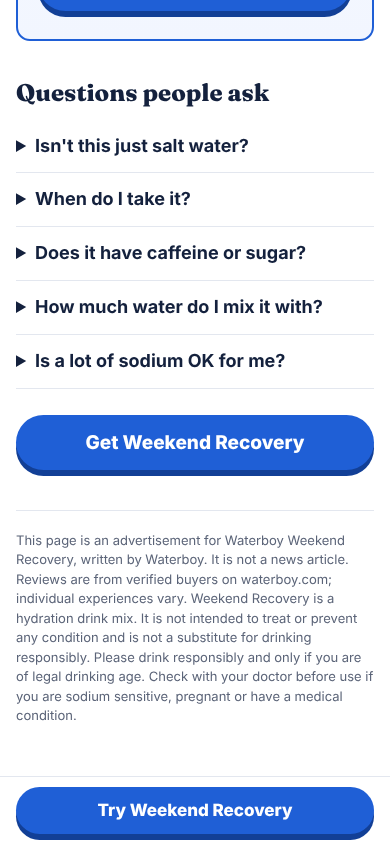 Questions people ask
Isn't this just salt water?
When do I take it?
Does it have caffeine or sugar?
How much water do I mix it with?
Is a lot of sodium OK for me?
Get Weekend Recovery
This page is an advertisement for Waterboy Weekend
Recovery, written by Waterboy. It is not a news article.
Reviews are from verified buyers on waterboy.com;
individual experiences vary. Weekend Recovery is a
hydration drink mix. It is not intended to treat or prevent
any condition and is not a substitute for drinking
responsibly. Please drink responsibly and only if you are
of legal drinking age. Check with your doctor before use if
you are sodium sensitive, pregnant or have a medical
condition.
Try Weekend Recovery